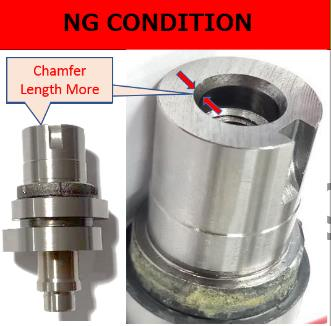 NG CONDITION
Chamfer
Length More